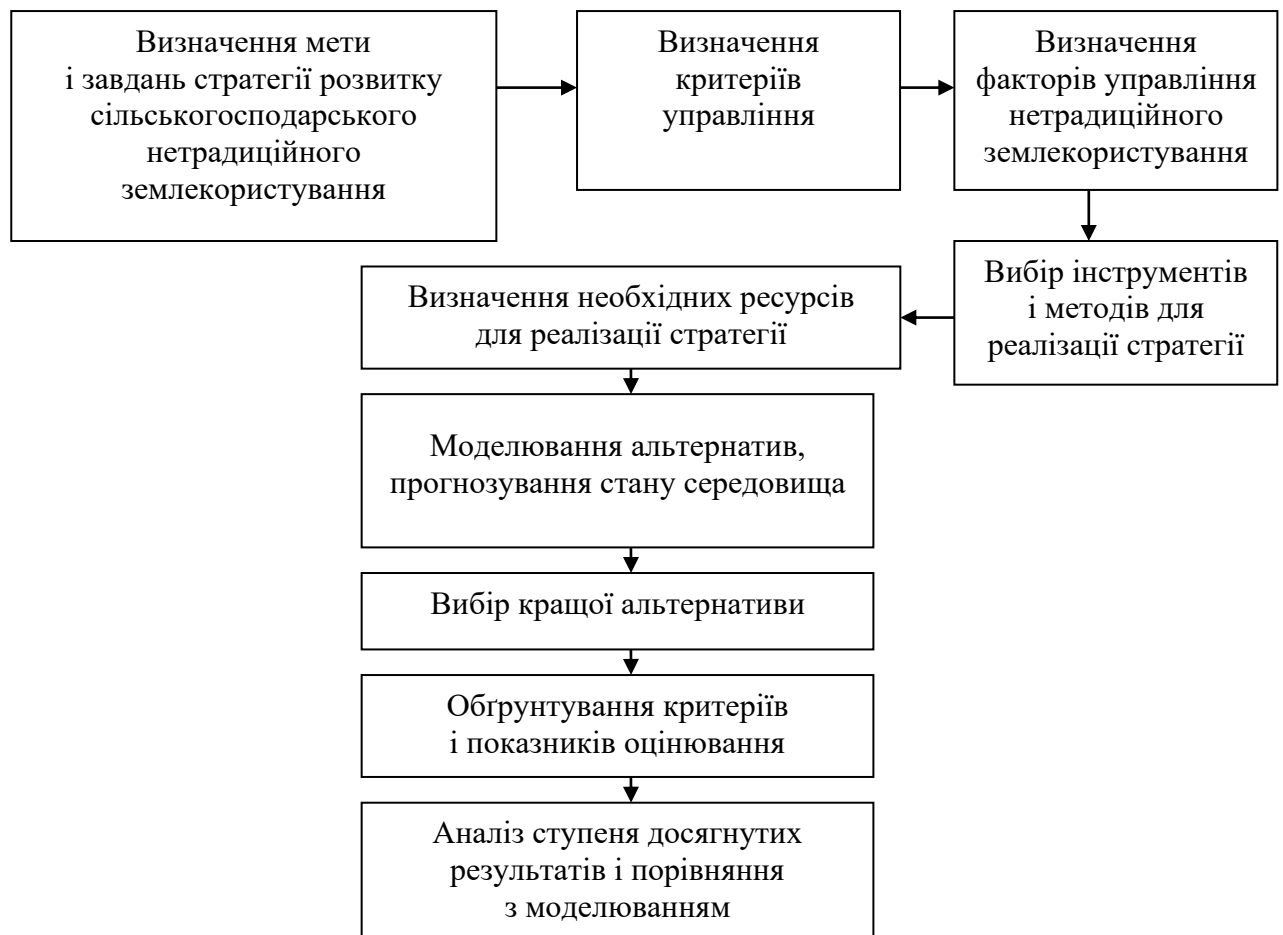 Визначення мети
і завдань стратегії розвитку
сільськогосподарського
нетрадиційного
землекористування
Визначення
критеріїв
управління
Визначення
факторів управління
нетрадиційного
землекористування
Вибір інструментів
і методів для
реалізації стратегії
Визначення необхідних ресурсів
для реалізації стратегії
Моделювання альтернатив,
прогнозування стану середовища
Вибір кращої альтернативи
Обґрунтування критеріїв
і показників оцінювання
Аналіз ступеня досягнутих
результатів і порівняння
з моделюванням